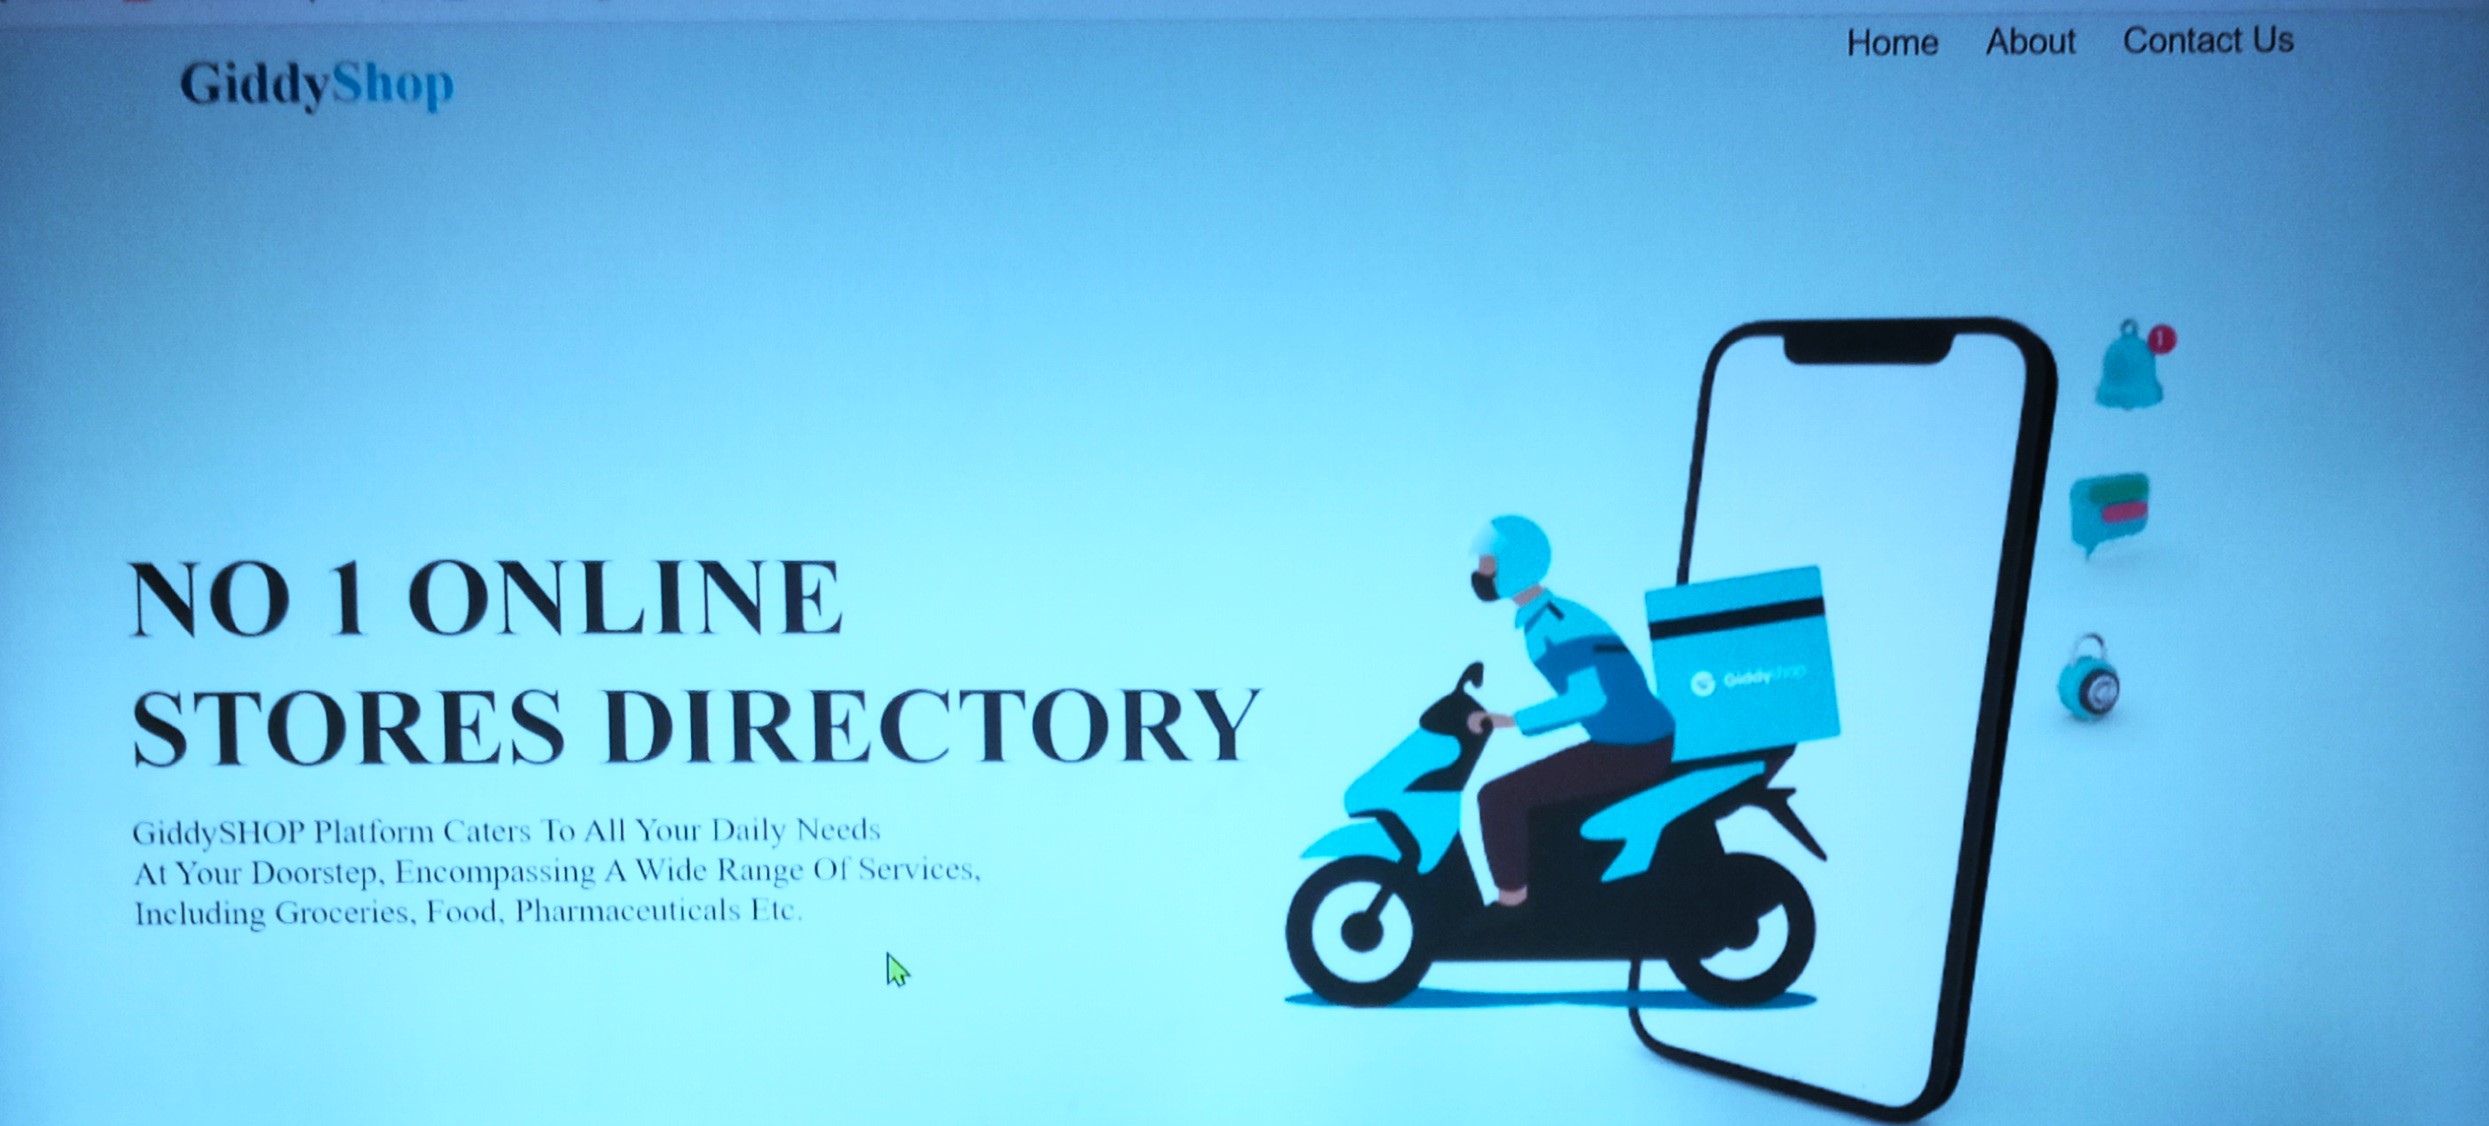 GiddyShop
Home About Contact Us
NO 1 ONLINE
STORES DIRECTORY
GiddySHOP Platform Caters To All Your Daily Needs
At Your Doorstep, Encompassing A Wide Range Of Services,
Including Groceries, Food, Pharmaceuticals Etc.
1
Giddyshop